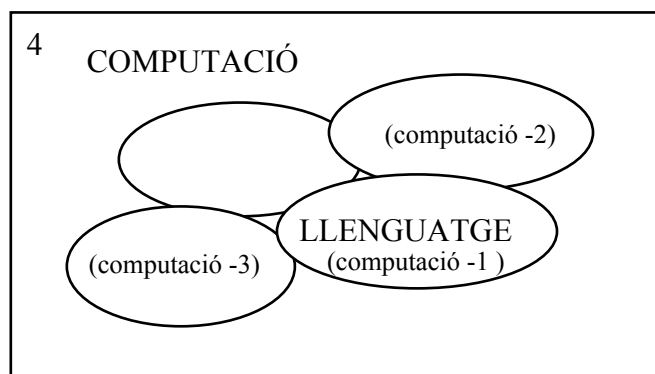 4
COMPUTACIÓ
(computació -2)
LLENGUATGE
(computació -3)
(computació -1 )